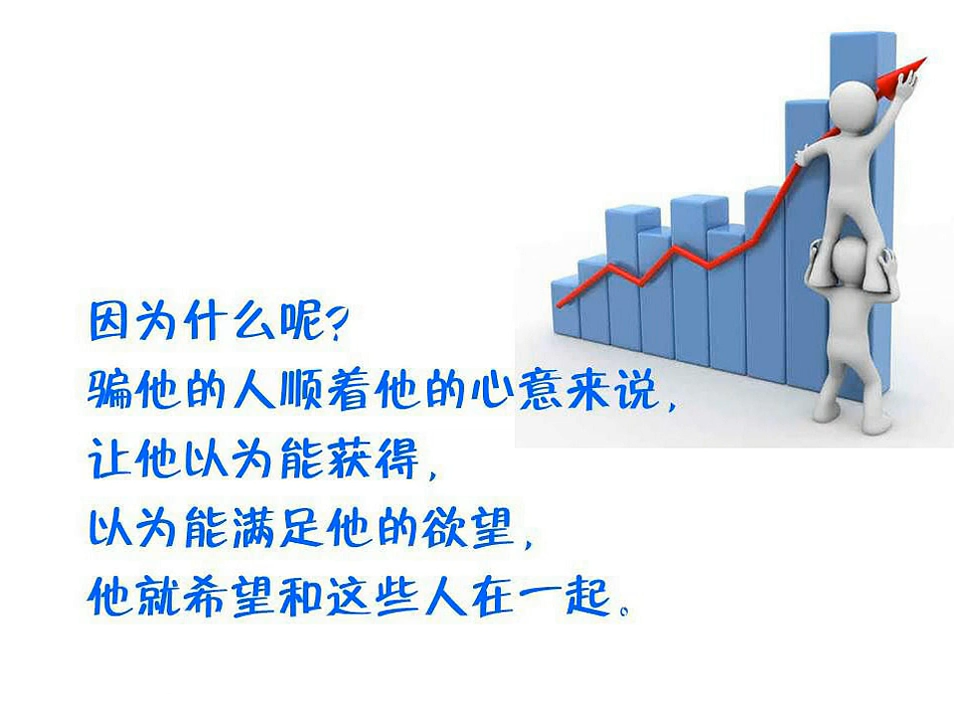 因为什么呢?
骗他的人顺着他的心意来说，
让他以为能获得，
以为能满足他的欲望，
他就希望和这些人在一起。